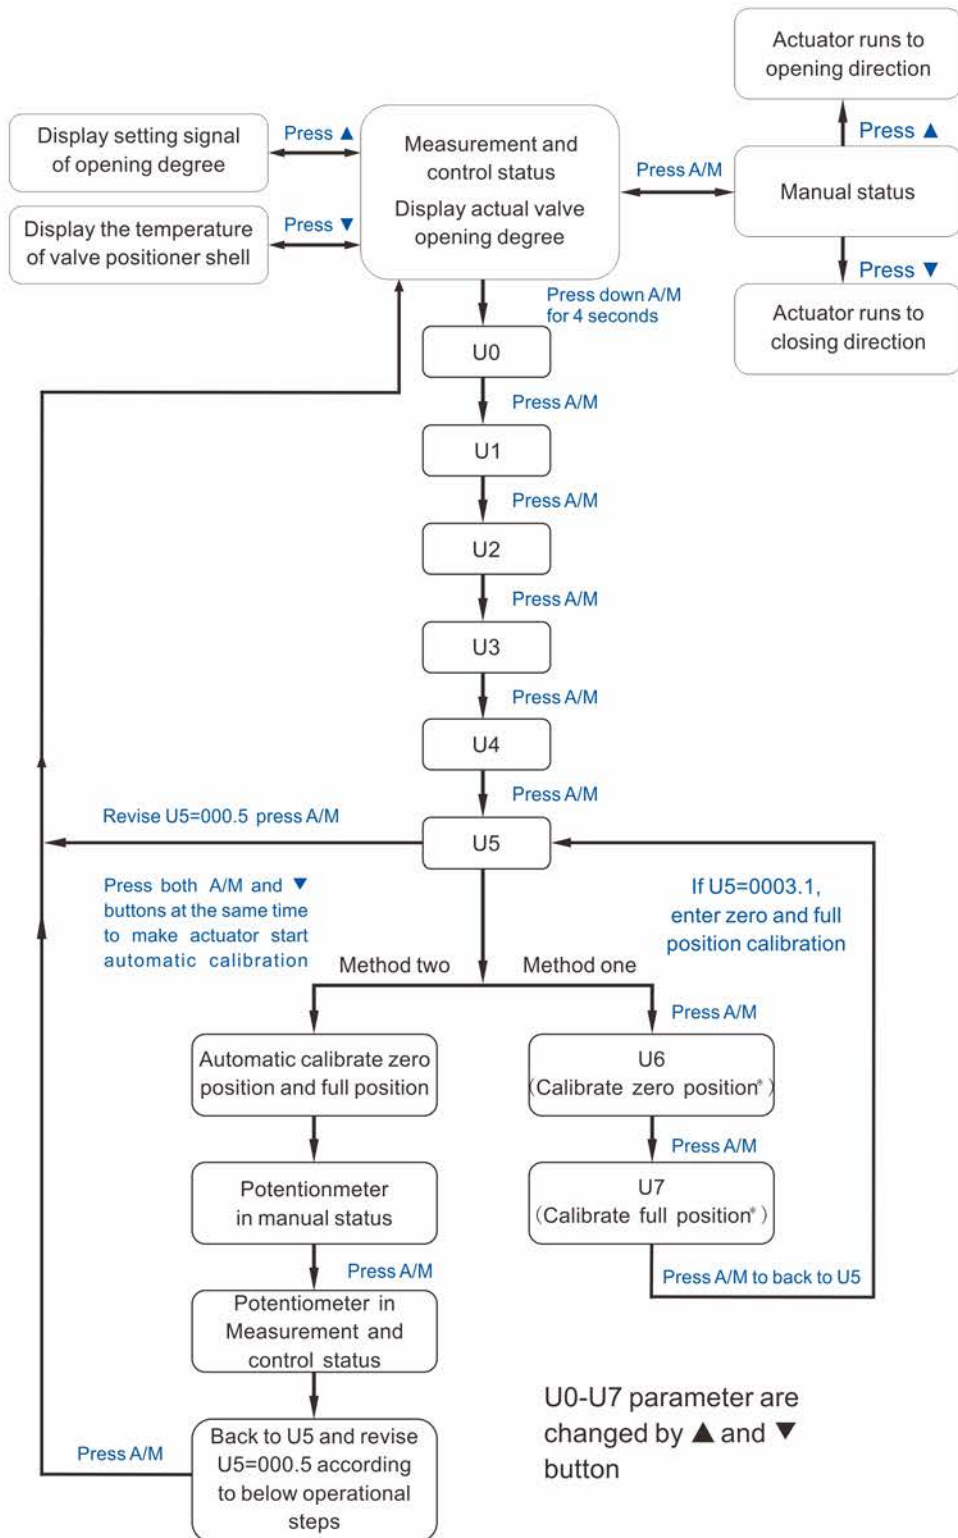 Actuator runs to
opening direction
Press ▲
Display setting signal
of opening degree
Press ▲
Measurement and
control status
Display actual valve
opening degree
Press A/M
Manual status
Press ▼
Display the temperature
of valve positioner shell
Press ▼
Actuator runs to
closing direction
Press down A/M
for 4 seconds
U0
Press A/M
U1
Press A/M
U2
Press A/M
U3
Press A/M
U4
Press A/M
Revise U5=000.5 press A/M
U5
Press both A/M and ▼
buttons at the same time
to make actuator start
automatic calibration
If U5=0003.1,
enter zero and full
position calibration
Method two
Method one
Press A/M
Automatic calibrate zero
position and full position
U6
(Calibrate zero position*)
Press A/M
Potentionmeter
in manual status
U7
(Calibrate full position*)
Press A/M
Press A/M to back to U5
Potentiometer in
Measurement and
control status
Press A/M
Back to U5 and revise
U5=000.5 according
to below operational
steps
U0-U7 parameter are
changed by ▲ and ▼
button